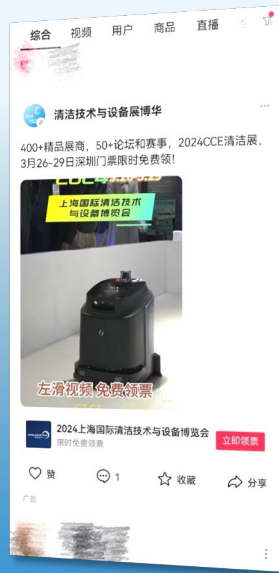 综合 视频 用户 商品 直播
清洁技术与设备展博华
400+精品展商，50+论坛和赛事，2024CCE清洁展，
3月26-29日深圳门票限时免费领！
上海国际清洁技术
与设备博览会
左滑视频 免费领票
2024上海国际清洁技术与设备博览会
限时免费领票
立即领票
赞
1
收藏
分享
广告